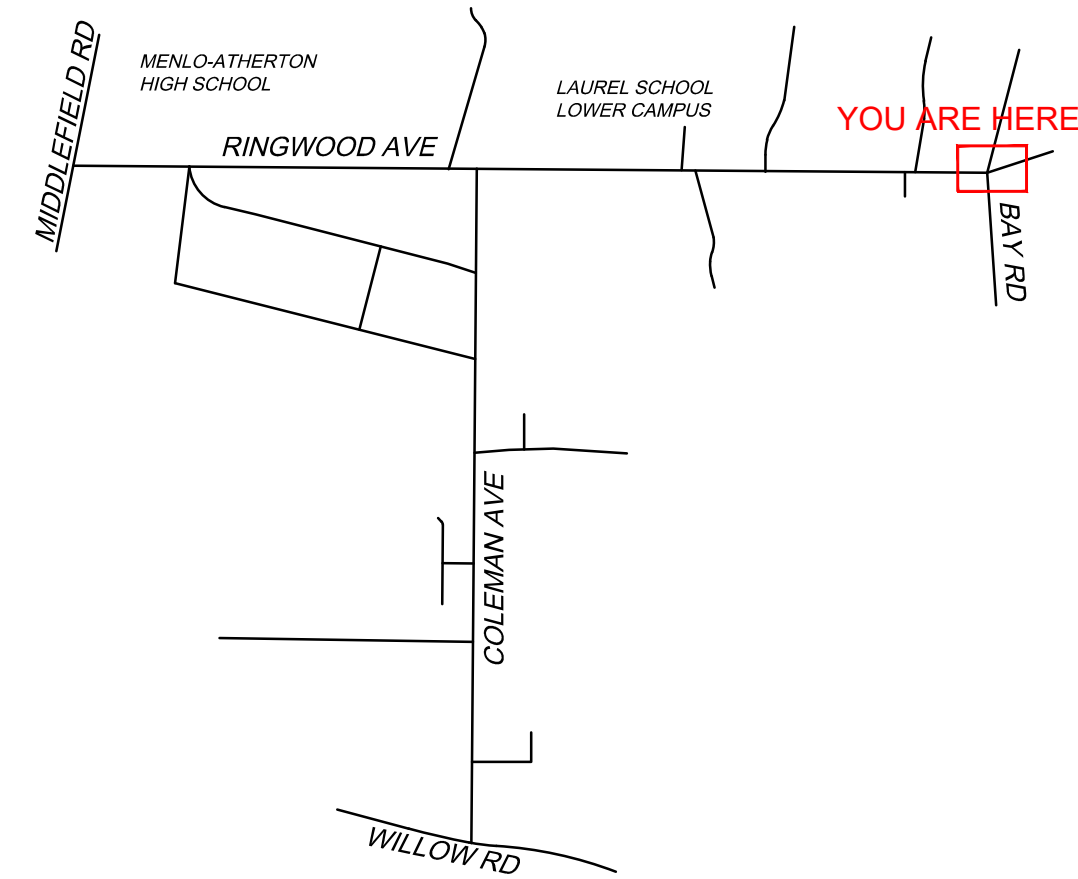 MIDDLEFIELD RD
MENLO-ATHERTON
HIGH SCHOOL
RINGWOOD AVE
LAUREL SCHOOL
LOWER CAMPUS
YOU ARE HERE
BAY RD
COLEMAN AVE
WILLOW RD